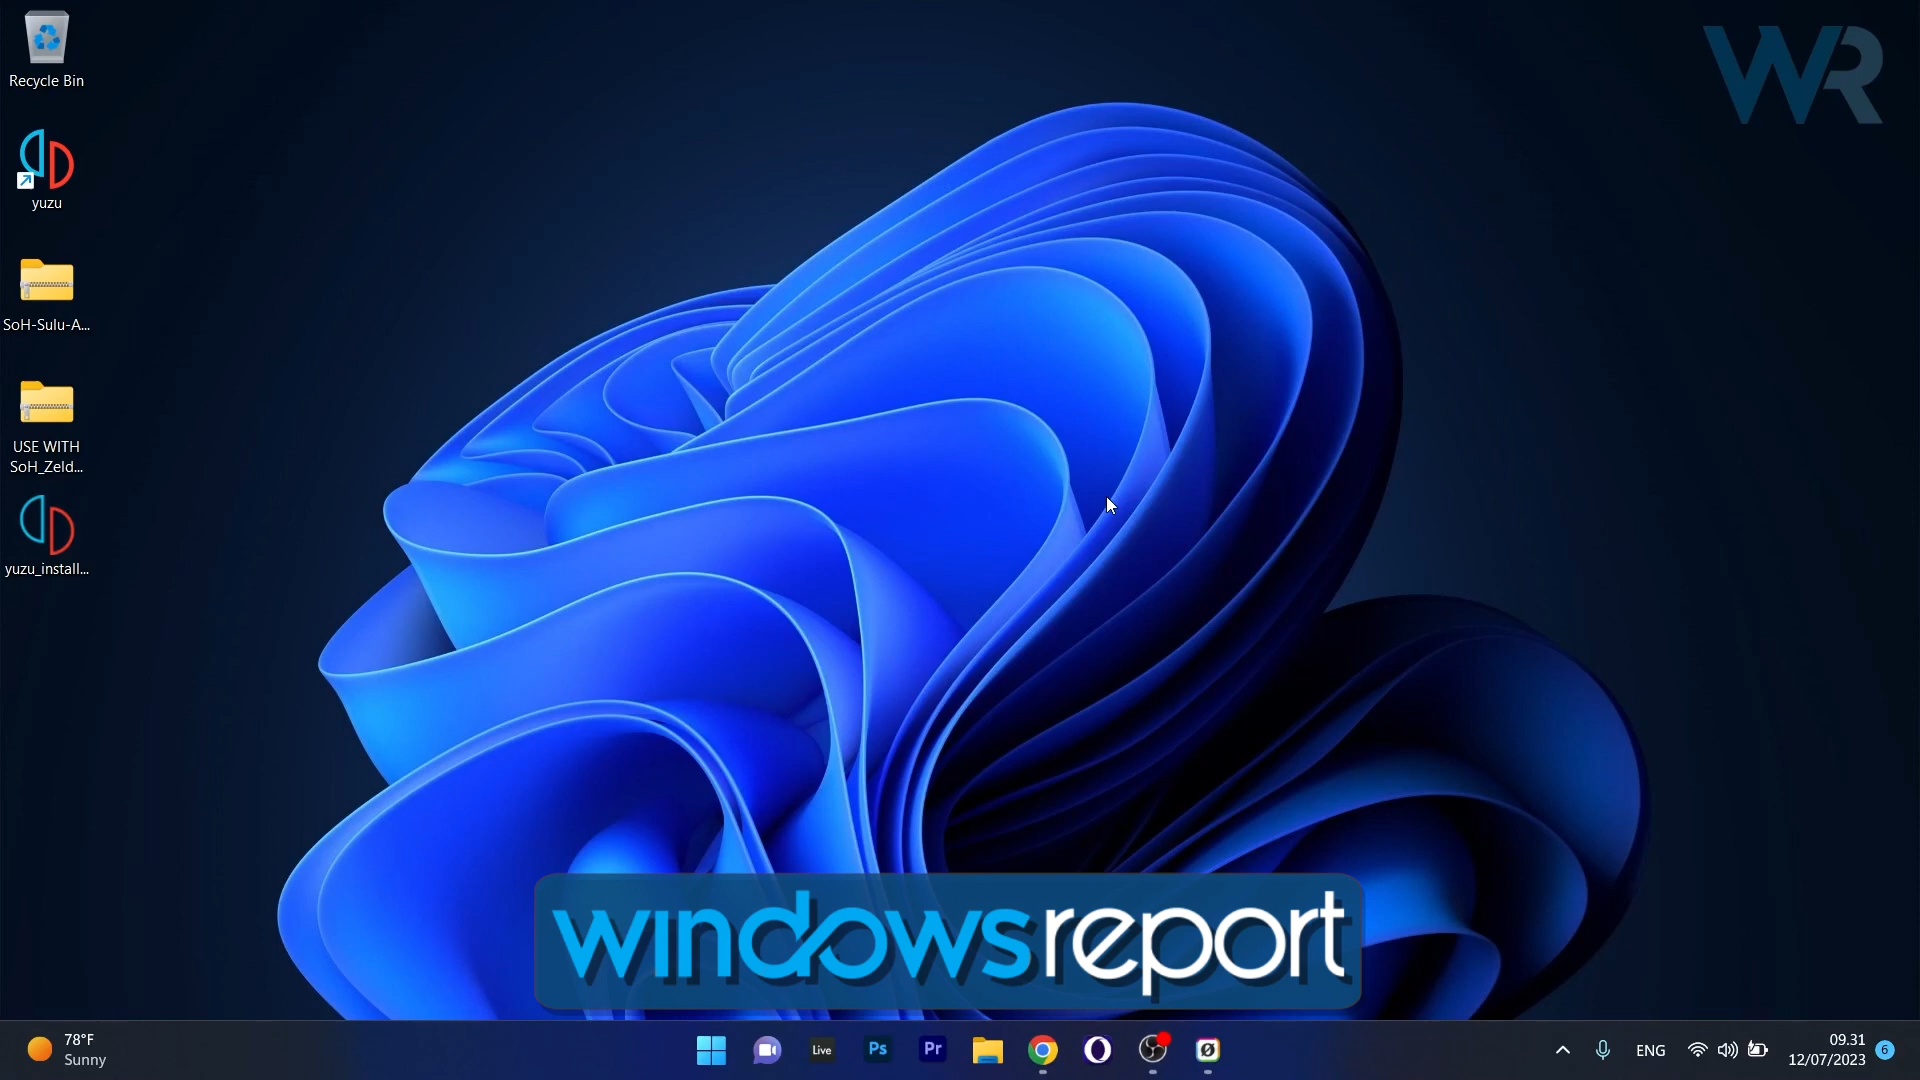 WR
Recycle Bin
yuzu
SoH-Sulu-A...
USE WITH
SoH_Zeld...
yuzu_install...
windowsreport
78°F
Sunny
Live
Ps
Pr
ENG
09.31
12/07/2023
6